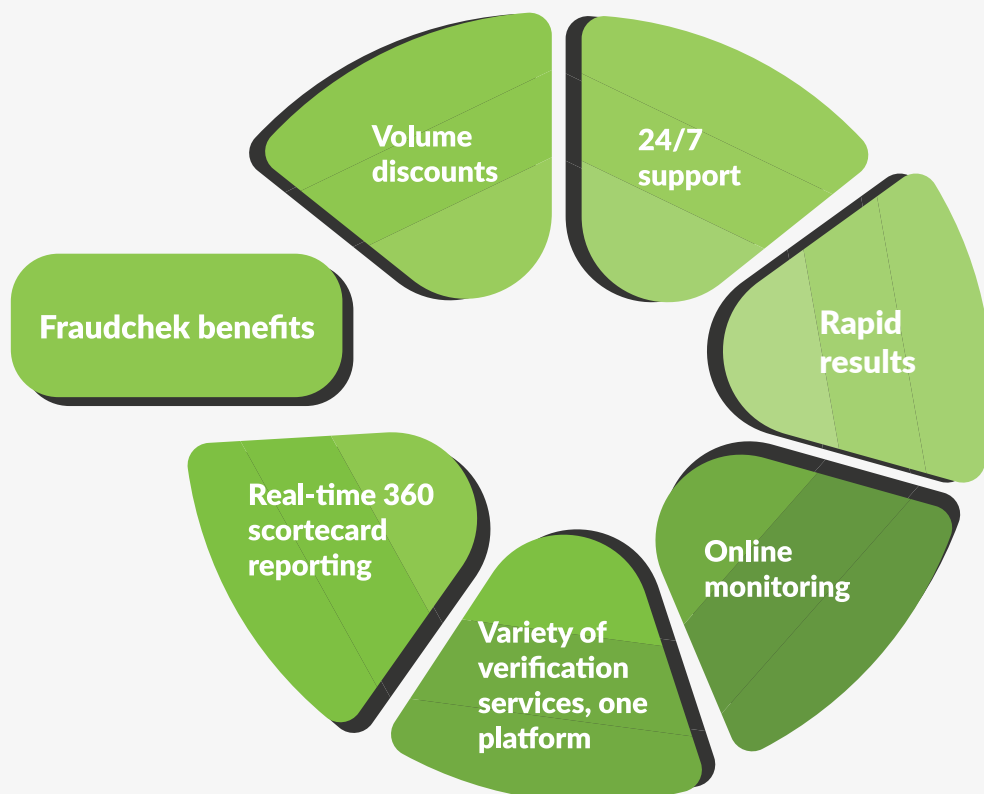 Volume
discounts
24/7
support
Rapid
results
Fraudchek benefits
Real-time 360
scortecard
reporting
Online
monitoring
Variety of
verification
services, one
platform